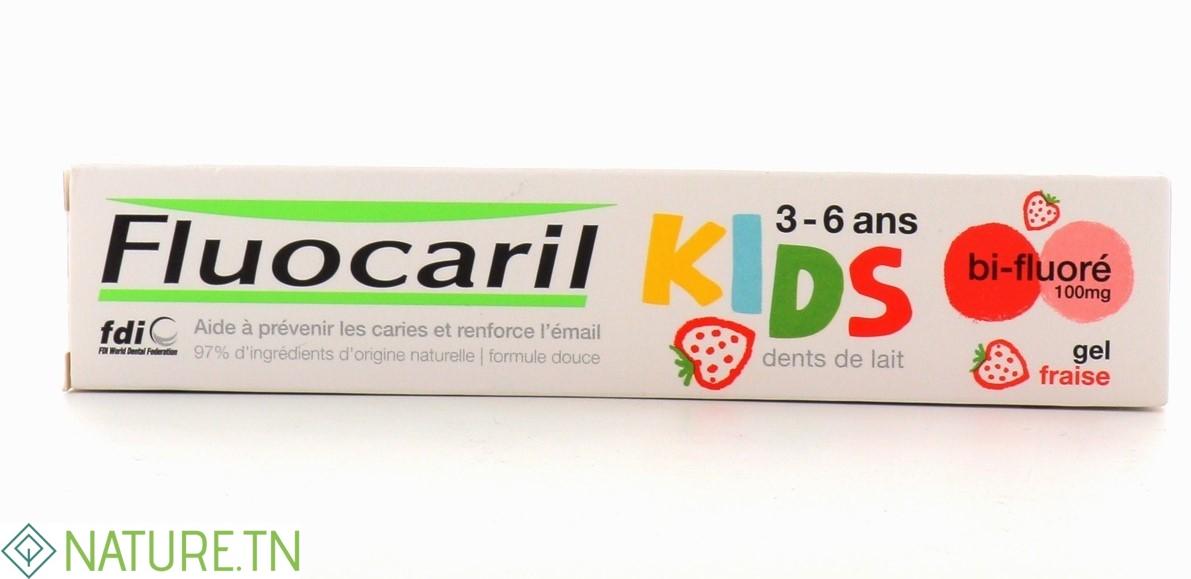 Fluocaril
fdi
FDI World Dental Federation
Aide à prévenir les caries et renforce l'émail
97% d'ingrédients d'origine naturelle | formule douce
3-6 ans
KIDS
dents de lait
bi-fluoré
100mg
gel
fraise
NATURE.TN